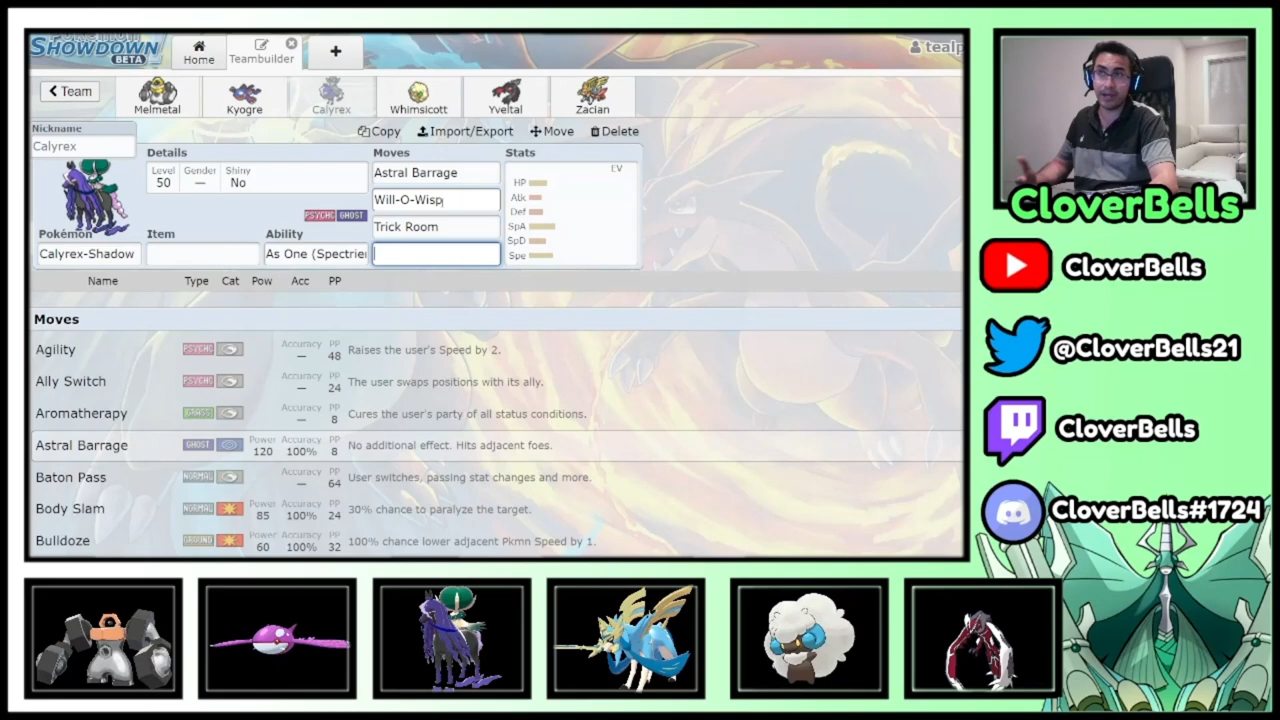 Pokémon
SHOWDOWN
BETA
Home
Teambuilder
+
tealp
Team
Melmetal
Kyogre
Calyrex
Whimsicott
Yveltal
Zacian
Nickname
Calyrex
Copy
Import/Export
Move
Delete
Details
Level
50
Gender
—
Shiny
No
PSYCHC
GHOST
Pokémon
Calyrex-Shadow
Item
Ability
As One (Spectrie
Moves
Astral Barrage
Will-O-Wisp
Trick Room
Stats
EV
HP
Atk
Def
SpA
SpD
Spe
Name Type Cat Pow Acc PP
Moves
Agility PSYCHC Accuracy — PP 48 Raises the user's Speed by 2.
Ally Switch PSYCHC Accuracy — PP 24 The user swaps positions with its ally.
Aromatherapy GRASS Accuracy — PP 8 Cures the user's party of all status conditions.
Astral Barrage GHOST Power 120 Accuracy 100% PP 8 No additional effect. Hits adjacent foes.
Baton Pass NORMAL Accuracy — PP 64 User switches, passing stat changes and more.
Body Slam NORMAL Power 85 Accuracy 100% PP 24 30% chance to paralyze the target.
Bulldoze GROUND Power 60 Accuracy 100% PP 32 100% chance lower adjacent Pkmn Speed by 1.
CloverBells
CloverBells
@CloverBells21
CloverBells
CloverBells#1724